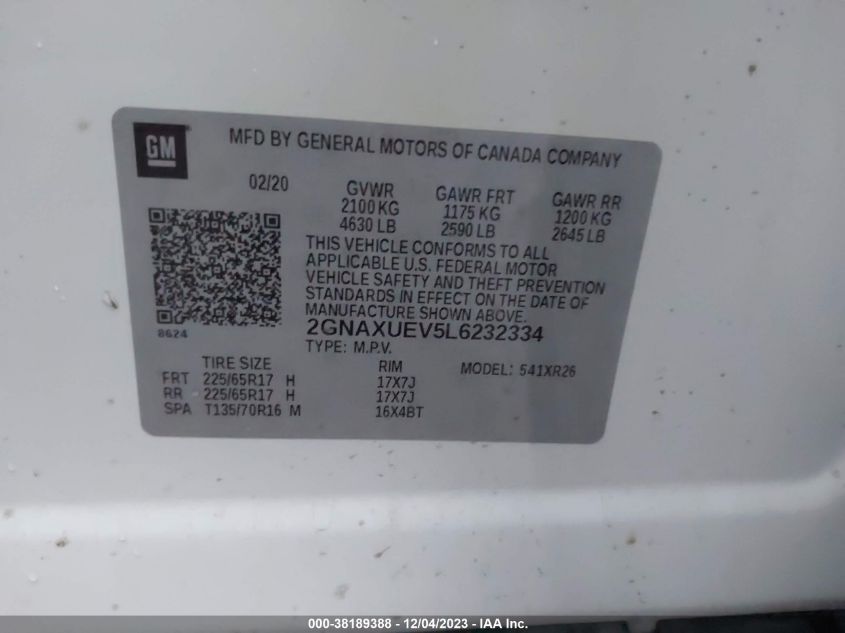 GM
MFD BY GENERAL MOTORS OF CANADA COMPANY
02/20
GVWR GAWR FRT GAWR RR
2100 KG 1175 KG 1200 KG
4630 LB 2590 LB 2645 LB
THIS VEHICLE CONFORMS TO ALL
APPLICABLE U.S. FEDERAL MOTOR
VEHICLE SAFETY AND THEFT PREVENTION
STANDARDS IN EFFECT ON THE DATE OF
MANUFACTURE SHOWN ABOVE.
8624
2GNAXUEV5L6232334
TYPE: M.P.V.
TIRE SIZE RIM MODEL: 541XR26
FRT 225/65R17 H 17X7J
RR 225/65R17 H 17X7J
SPA T135/70R16 M 16X4BT
000-38189388 - 12/04/2023 - IAA Inc.